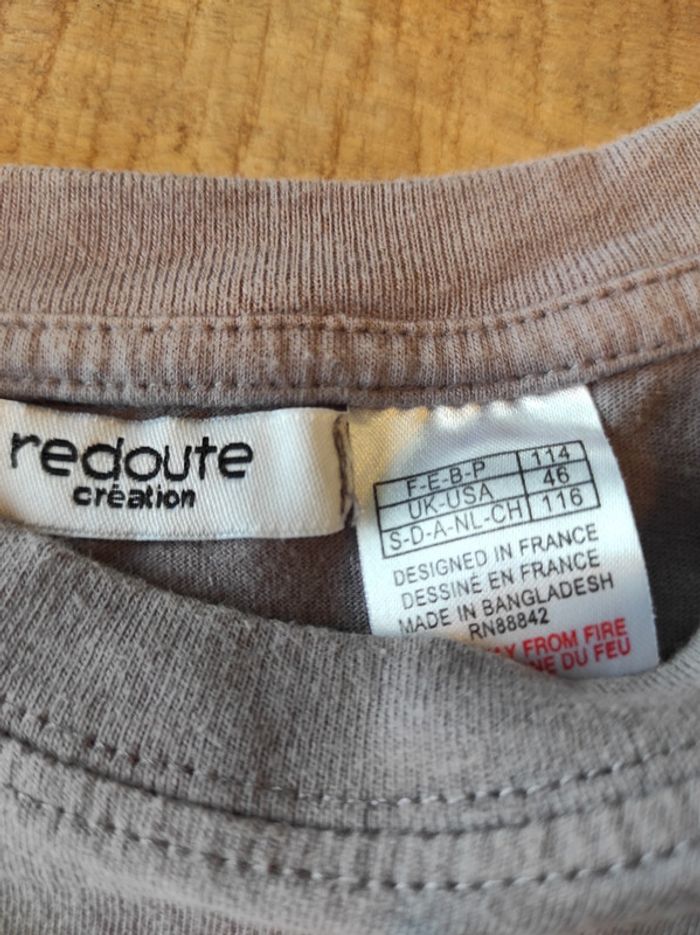 redoute
création
F-E-B-P 114
UK-USA 46
S-D-A-NL-CH 116
DESIGNED IN FRANCE
DESSINÉ EN FRANCE
MADE IN BANGLADESH
RN88842
FROM FIRE
DU FEU